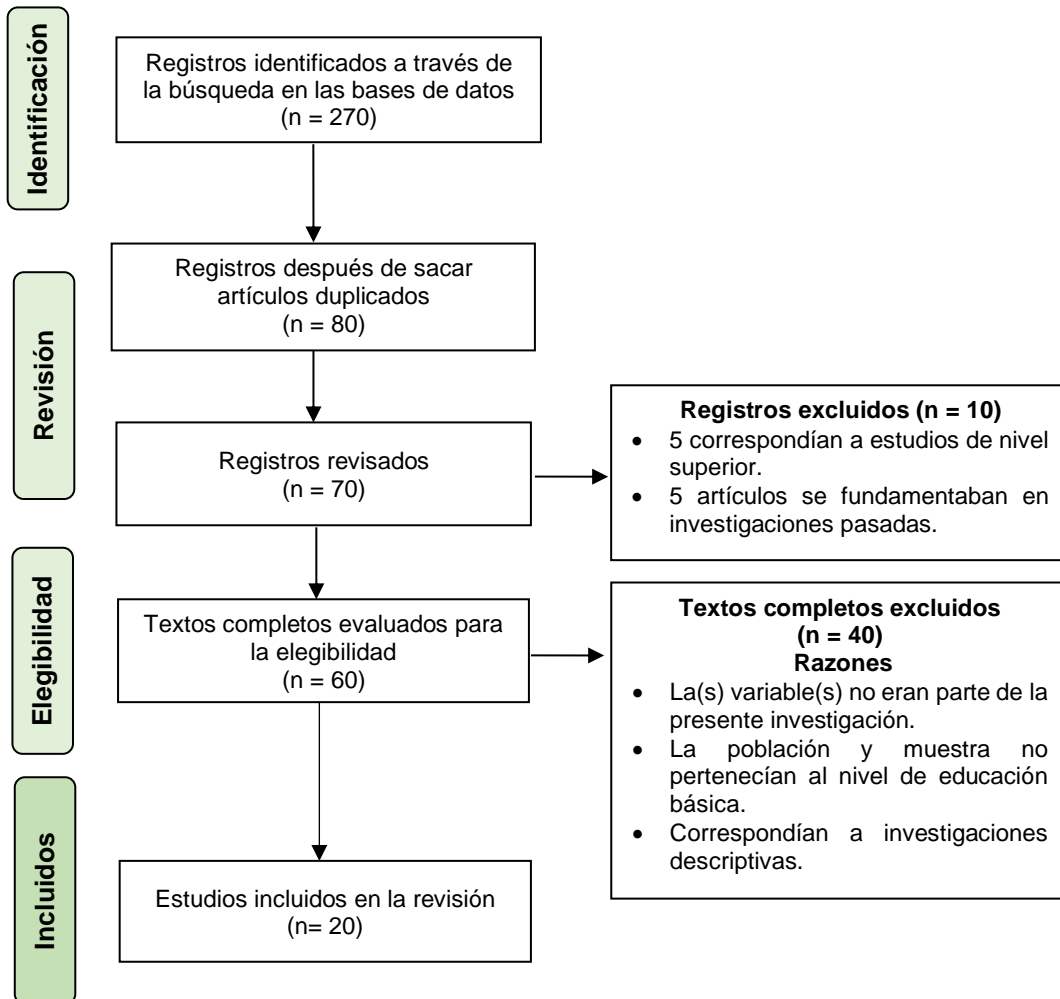 Identificación
Registros identificados a través de
la búsqueda en las bases de datos
(n = 270)
Revisión
Registros después de sacar
artículos duplicados
(n = 80)
Registros revisados
(n = 70)
Registros excluidos (n = 10)
• 5 correspondían a estudios de nivel
superior.
• 5 artículos se fundamentaban en
investigaciones pasadas.
Elegibilidad
Textos completos evaluados para
la elegibilidad
(n = 60)
Textos completos excluidos
(n = 40)
Razones
• La(s) variable(s) no eran parte de la
presente investigación.
• La población y muestra no
pertenecían al nivel de educación
básica.
• Correspondían a investigaciones
descriptivas.
Incluidos
Estudios incluidos en la revisión
(n= 20)